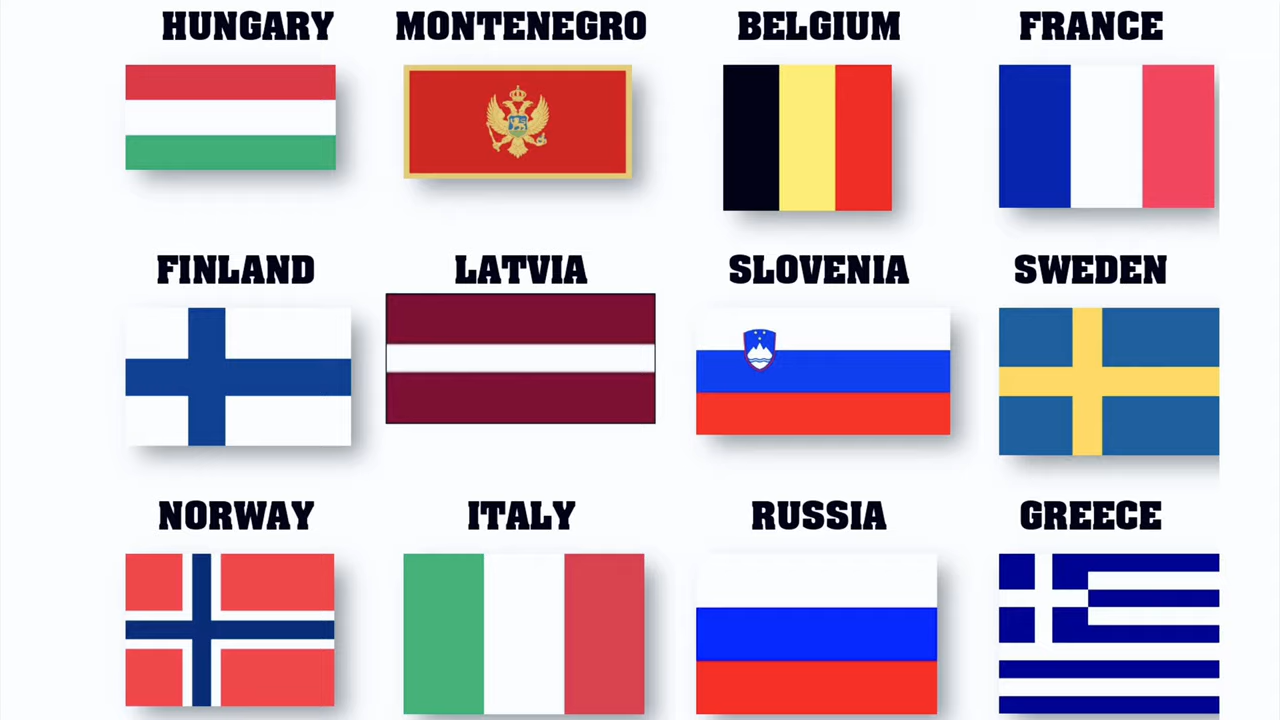 HUNGARY MONTENEGRO BELGIUM FRANCE
FINLAND LATVIA SLOVENIA SWEDEN
NORWAY ITALY RUSSIA GREECE